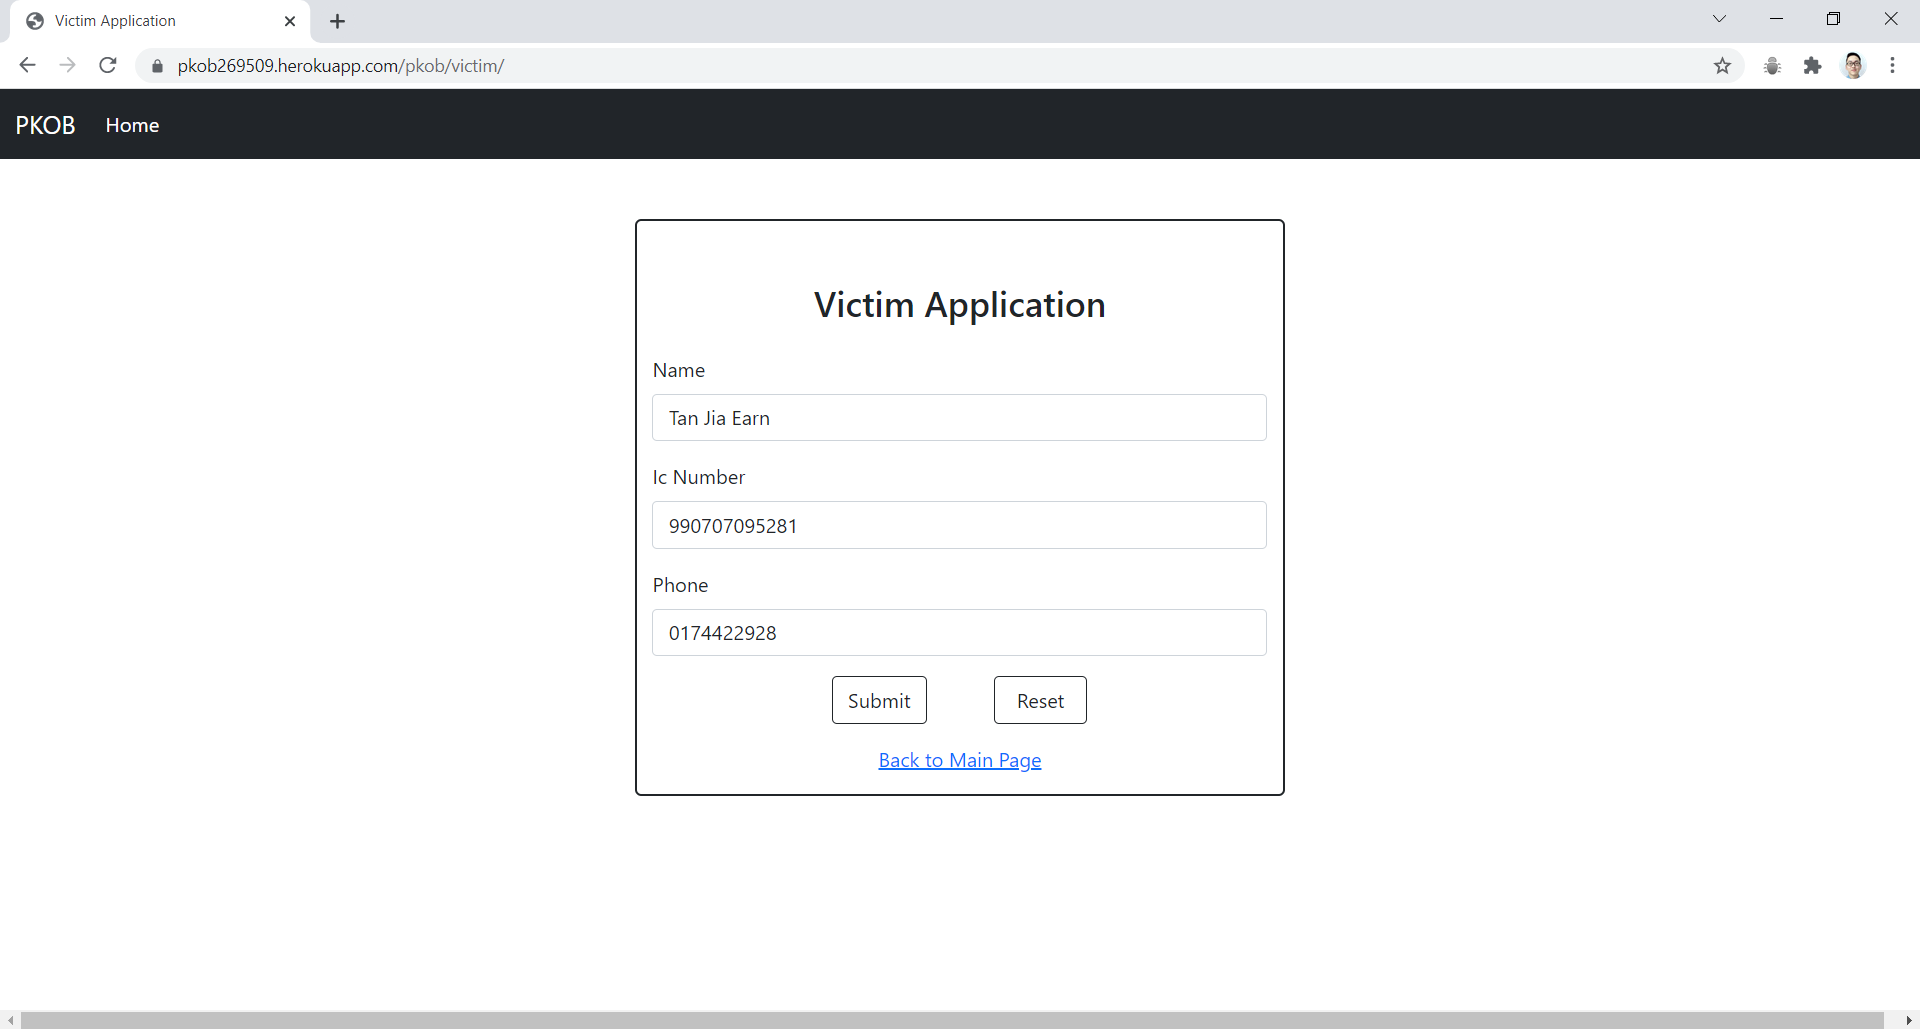 Victim Application
pkob269509.herokuapp.com/pkob/victim/
PKOB Home
Victim Application
Name
Tan Jia Earn
Ic Number
990707095281
Phone
0174422928
Submit Reset
Back to Main Page